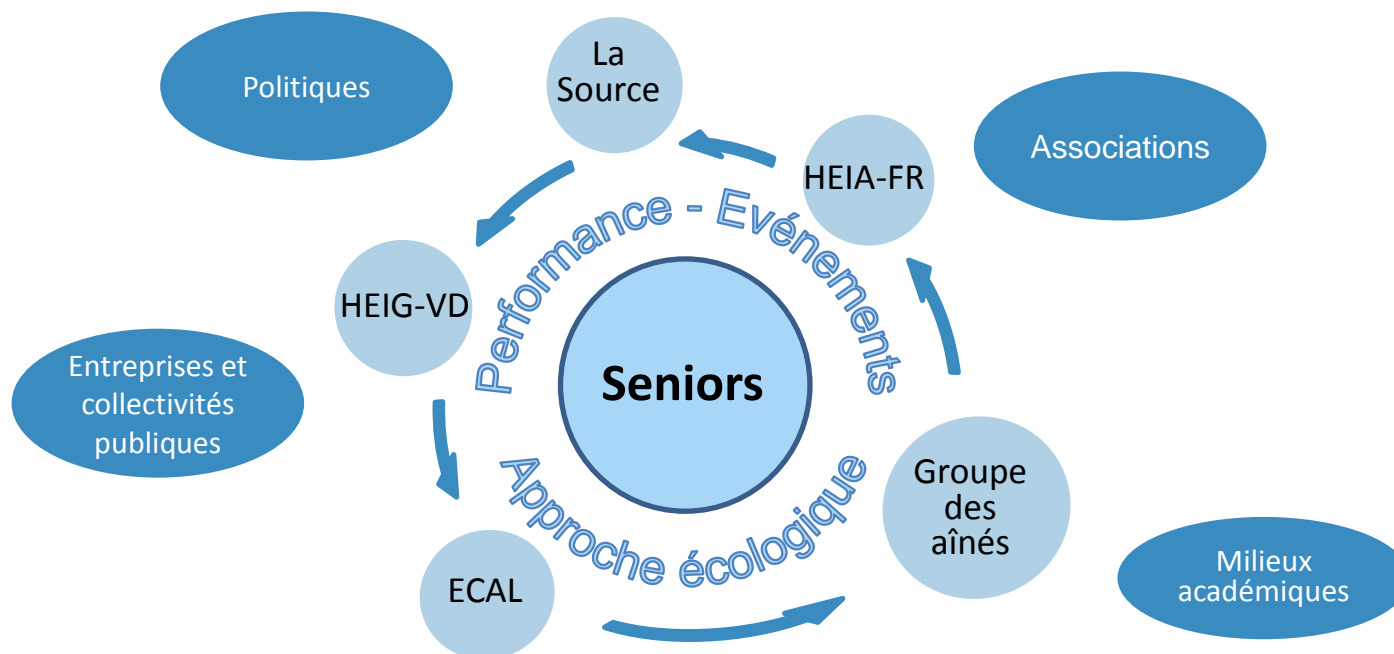 La
Source
Politiques
Associations
HEIA-FR
Performance - Evénements
HEIG-VD
Seniors
Entreprises et
collectivités
publiques
Groupe
des
aînés
Approche écologique
ECAL
Milieux
académiques